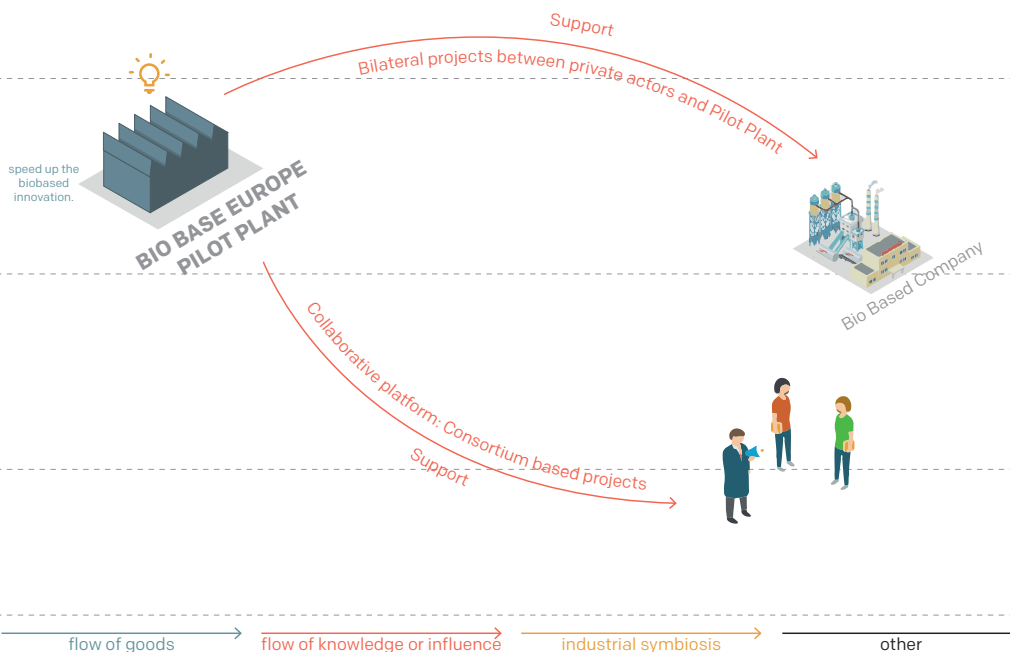 Support
Bilateral projects between private actors and Pilot Plant
speed up the
biobased
innovation.
BIO BASE EUROPE
PILOT PLANT
Bio Based Company
Collaborative platform: Consortium based projects
Support
flow of goods
flow of knowledge or influence
industrial symbiosis
other